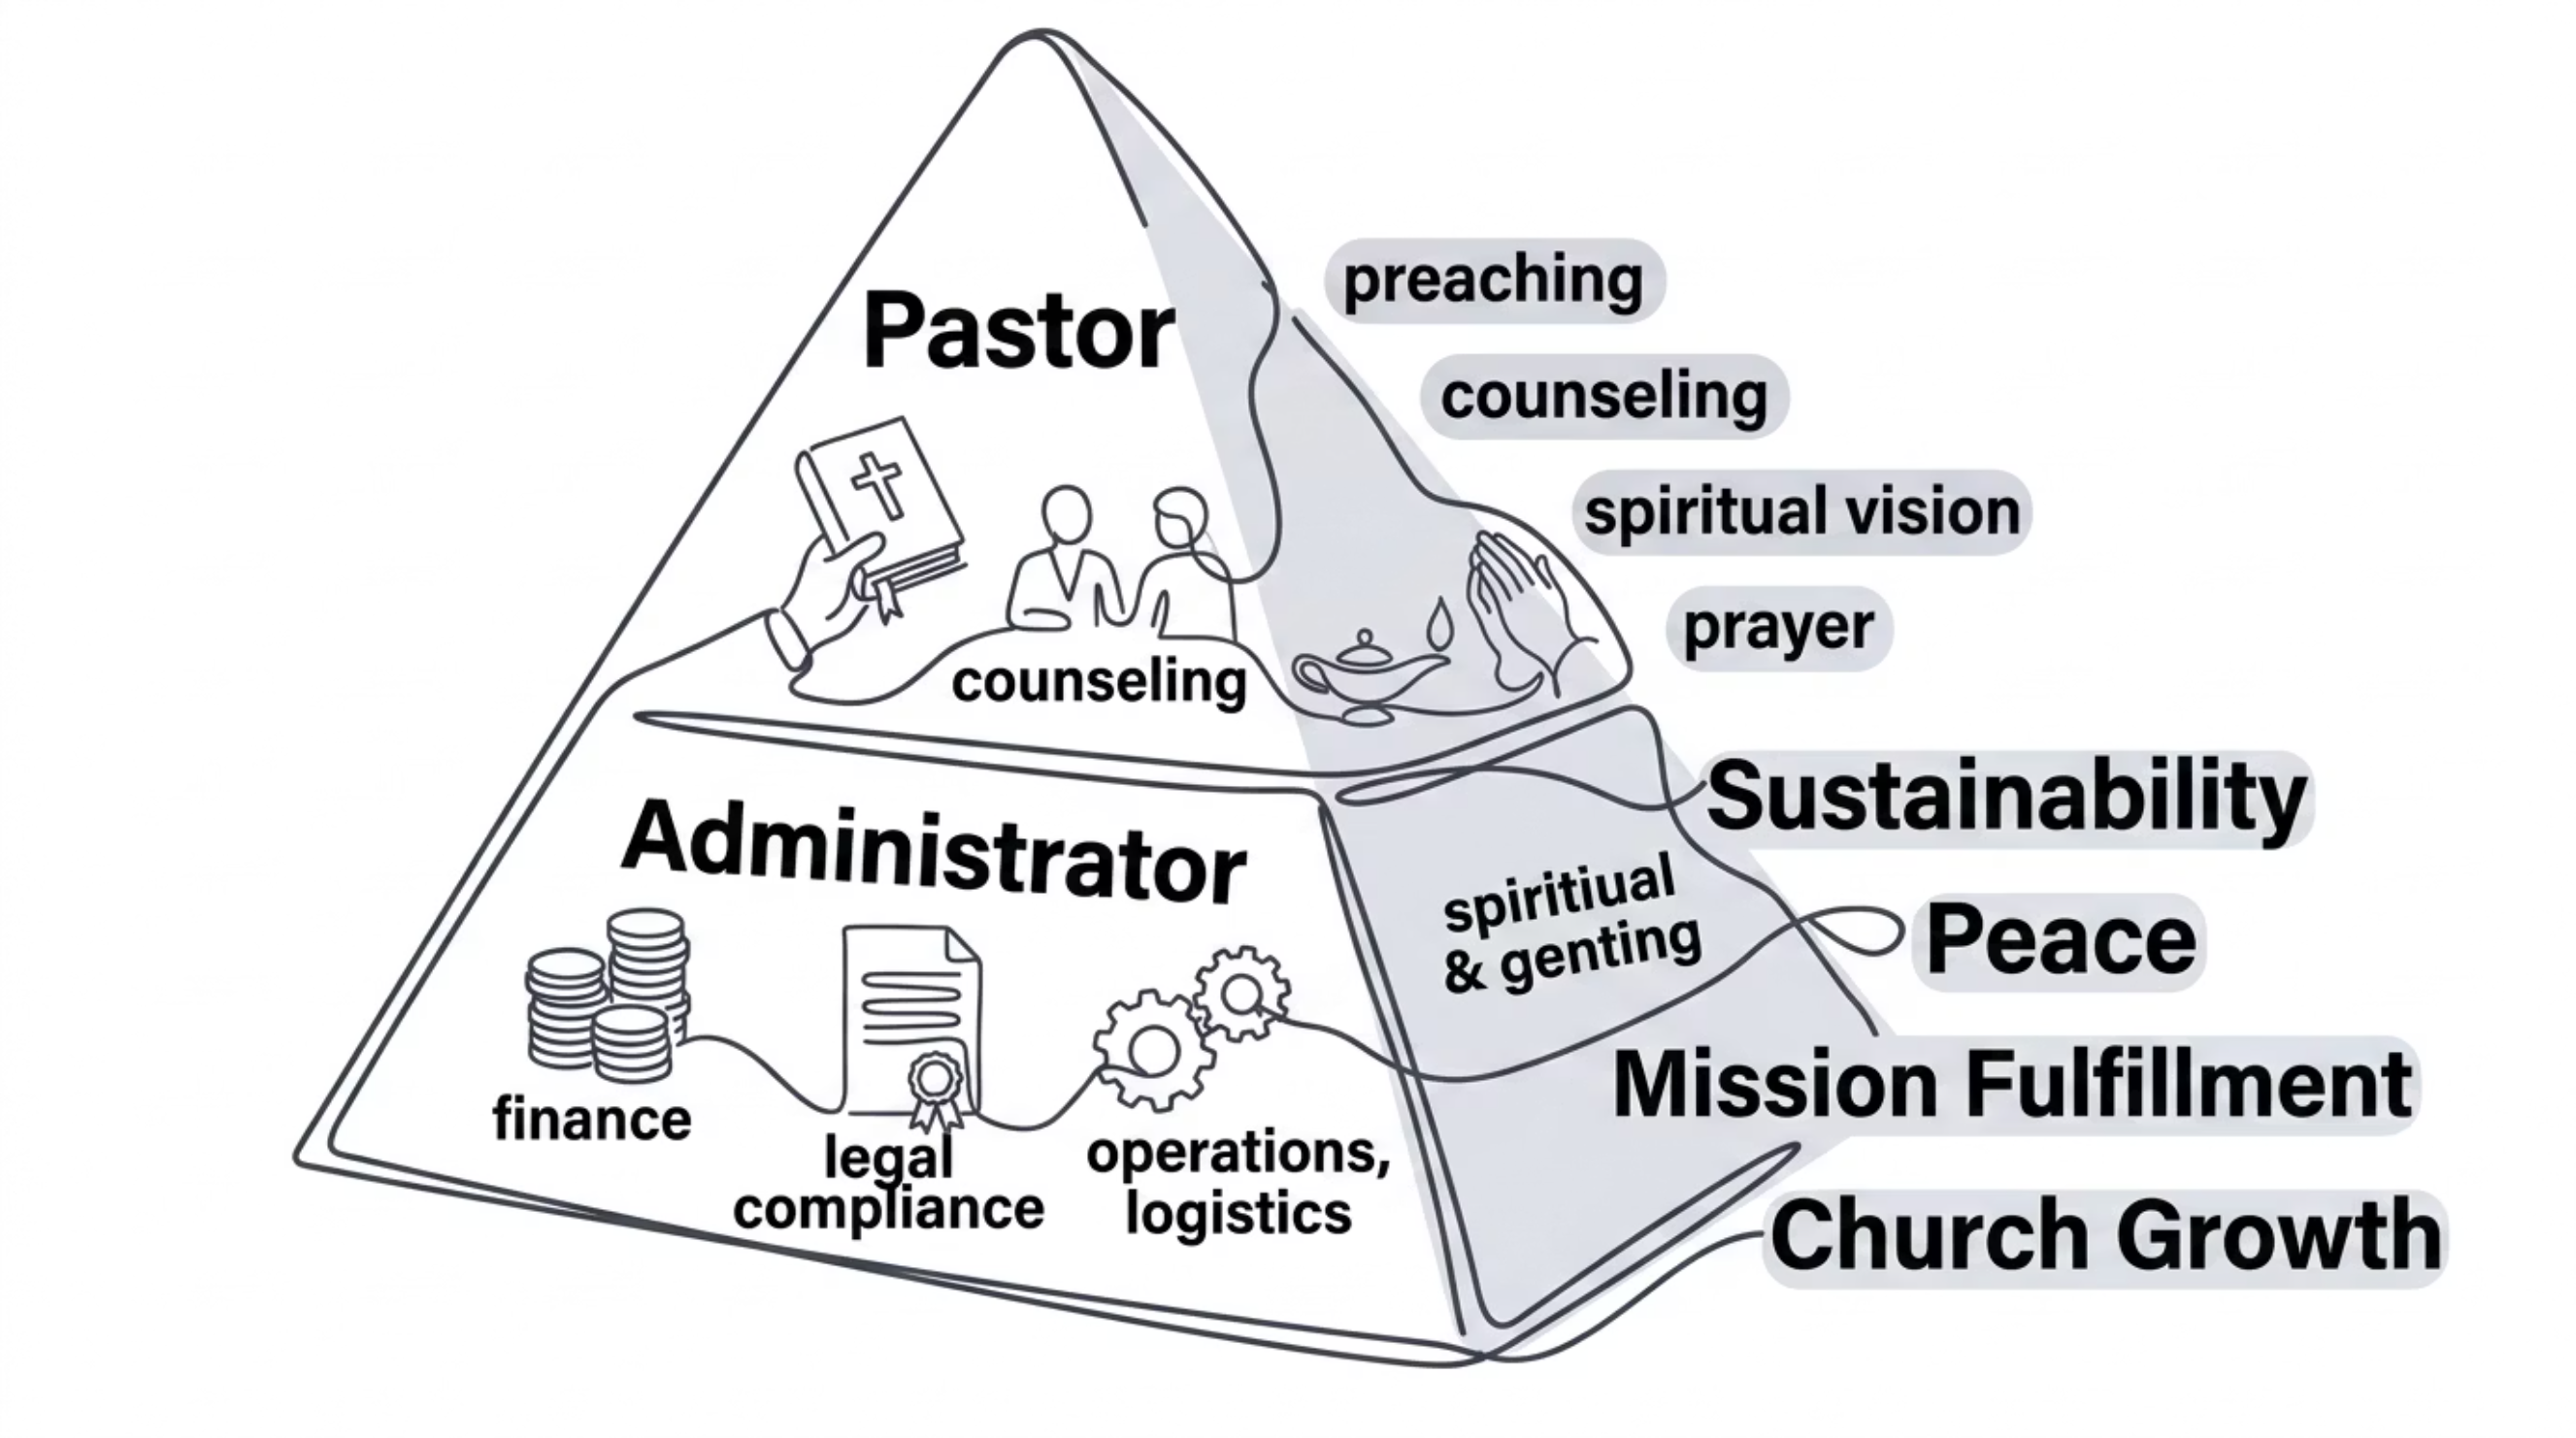 Pastor
preaching
counseling
spiritual vision
prayer
counseling
Administrator
finance
legal
compliance
operations,
logistics
spiritiual
& genting
Sustainability
Peace
Mission Fulfillment
Church Growth